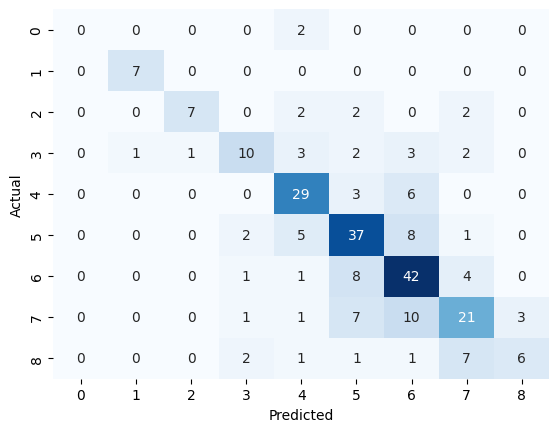 0 0 0 0 0 2 0 0 0 0
1 0 7 0 0 0 0 0 0 0
2 0 0 7 0 2 2 0 2 0
3 0 1 1 10 3 2 3 2 0
Actual
4 0 0 0 0 29 3 6 0 0
5 0 0 0 2 5 37 8 1 0
6 0 0 0 1 1 8 42 4 0
7 0 0 0 1 1 7 10 21 3
8 0 0 0 2 1 1 1 7 6
0 1 2 3 4 5 6 7 8
Predicted